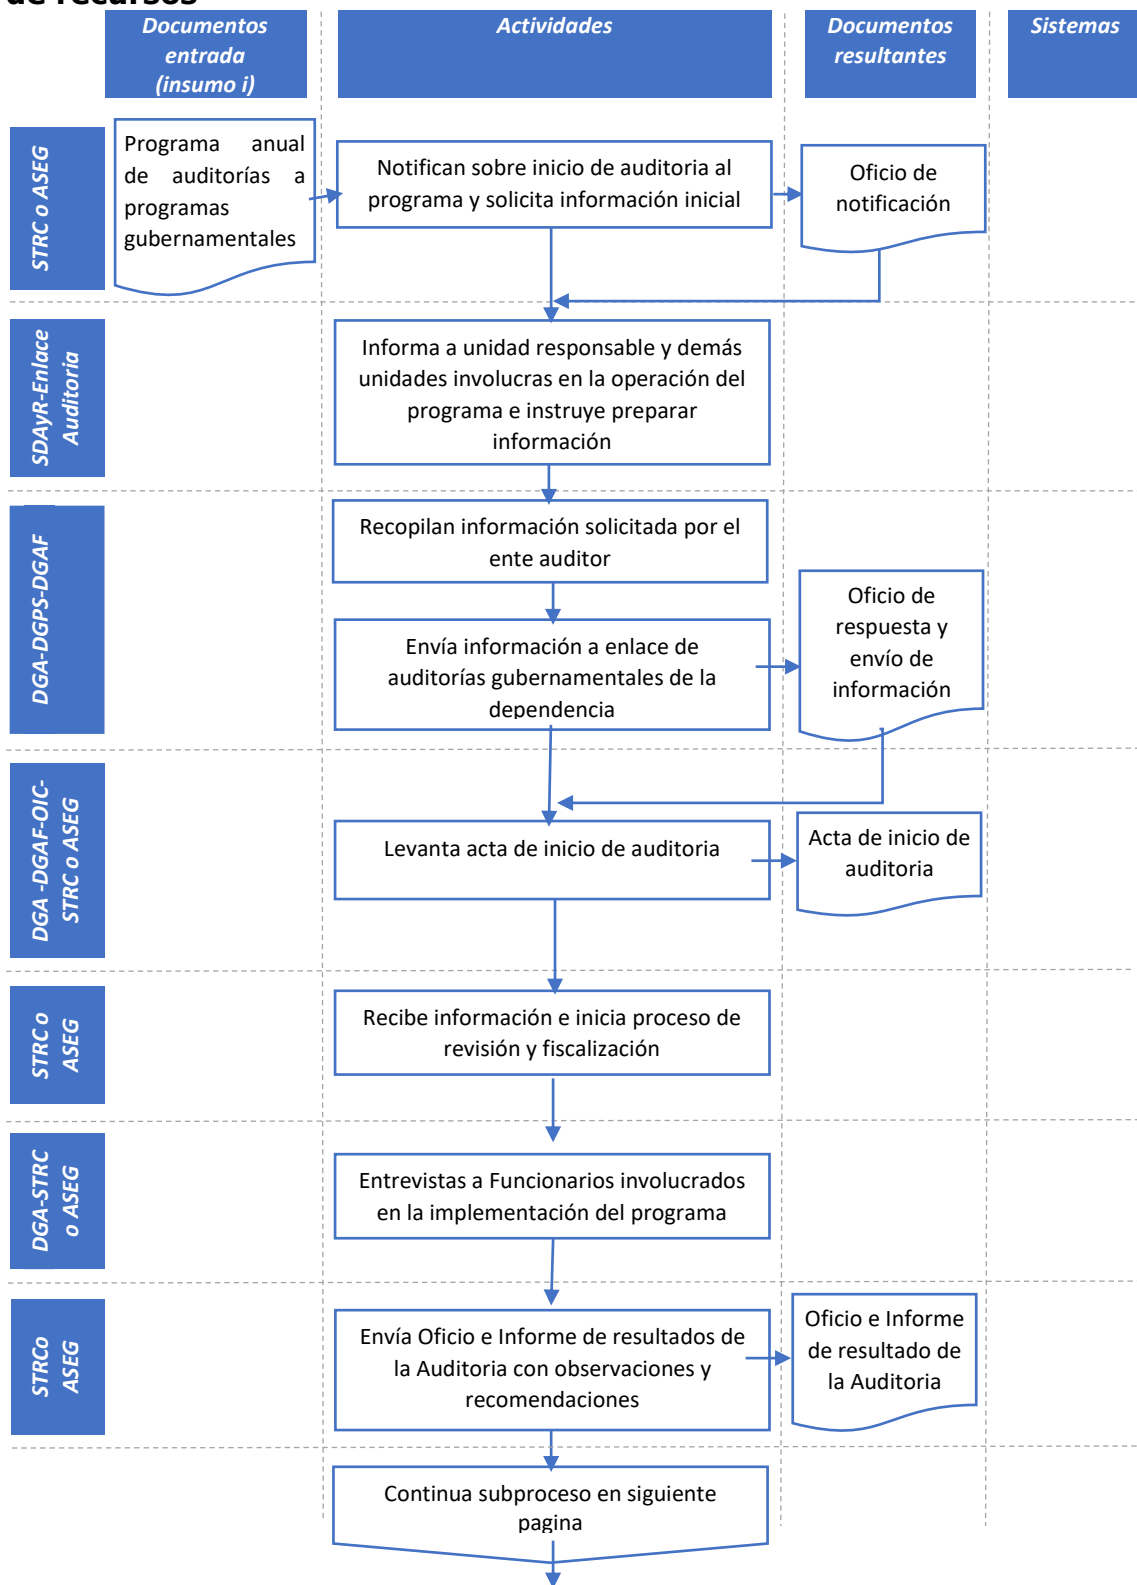 de recursos
Documentos
entrada
(insumo i)
Actividades
Documentos
resultantes
Sistemas
STRC o ASEG
Programa anual
de auditorías a
programas
gubernamentales
Notifican sobre inicio de auditoria al
programa y solicita información inicial
Oficio de
notificación
SDAyR-Enlace
Auditoria
Informa a unidad responsable y demás
unidades involucras en la operación del
programa e instruye preparar
información
DGA-DGPS-DGAF
Recopilan información solicitada por el
ente auditor
Envía información a enlace de
auditorías gubernamentales de la
dependencia
Oficio de
respuesta y
envío de
información
DGA -DGAF-OIC-
STRC o ASEG
Levanta acta de inicio de auditoria
Acta de inicio de
auditoria
STRC o
ASEG
Recibe información e inicia proceso de
revisión y fiscalización
DGA-STRC
o ASEG
Entrevistas a Funcionarios involucrados
en la implementación del programa
STRCo
ASEG
Envía Oficio e Informe de resultados de
la Auditoria con observaciones y
recomendaciones
Oficio e Informe
de resultado de
la Auditoria
Continua subproceso en siguiente
pagina